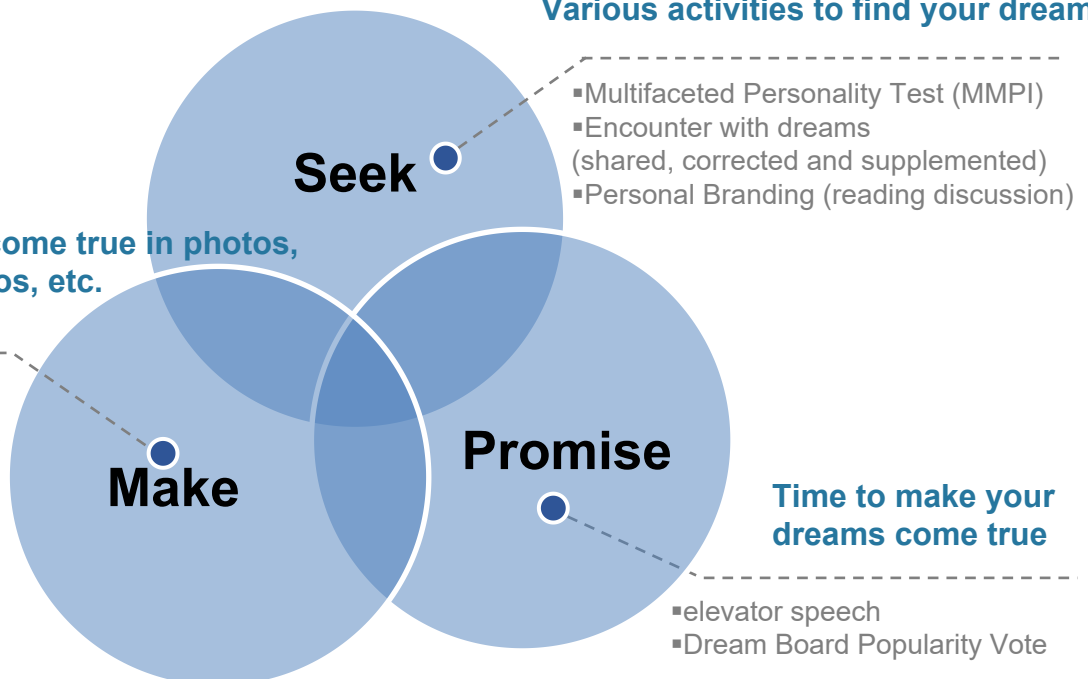 Various activities to find your dream
▪Multifaceted Personality Test (MMPI)
▪Encounter with dreams
(shared, corrected and supplemented)
▪Personal Branding (reading discussion)
Seek
come true in photos,
etc.
Make
Promise
Time to make your
dreams come true
▪elevator speech
▪Dream Board Popularity Vote